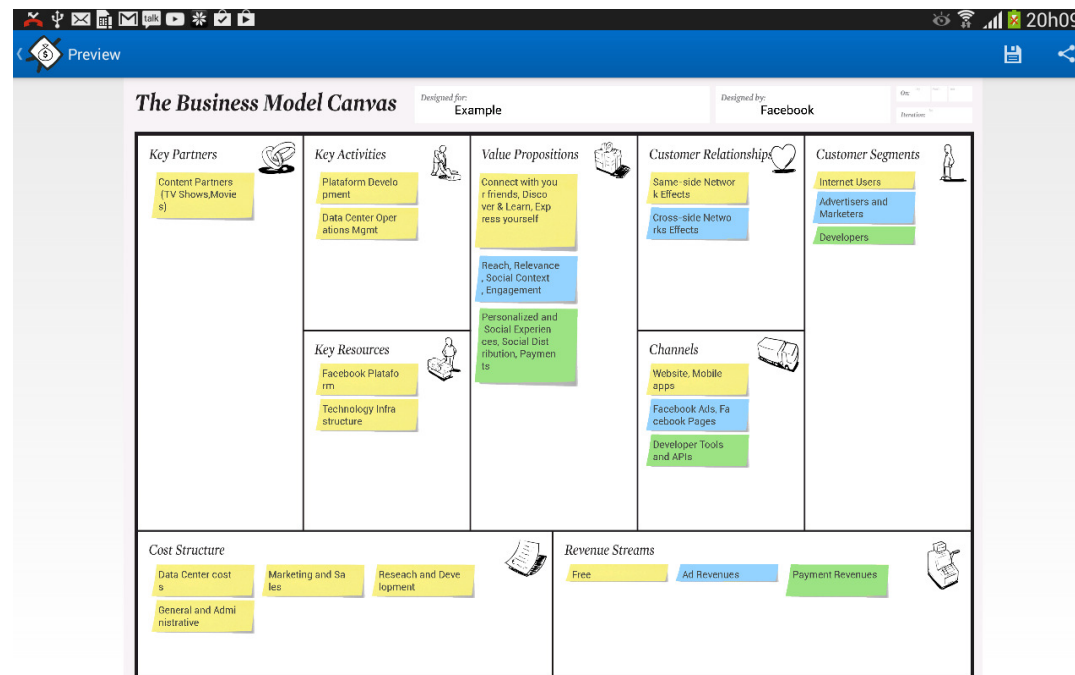 talk
20h09
Preview
The Business Model Canvas
Designed for:
Example
Designed by:
Facebook
On:
Iteration:
Key Partners
Content Partners
(TV Shows,Movie
s)
Key Activities
Plataform Develo
pment
Data Center Oper
ations Mgmt
Key Resources
Facebook Platafo
rm
Technology Infra
structure
Value Propositions
Connect with you
r friends, Disco
ver & Learn, Exp
ress yourself
Reach, Relevance
, Social Context
, Engagement
Personalized and
Social Experien
ces, Social Dist
ribution, Paymen
ts
Customer Relationships
Same-side Networ
k Effects
Cross-side Netwo
rks Effects
Channels
Website, Mobile
apps
Facebook Ads, Fa
cebook Pages
Developer Tools
and APIs
Customer Segments
Internet Users
Advertisers and
Marketers
Developers
Cost Structure
Data Center cost
s
Marketing and Sa
les
Reseach and Deve
lopment
General and Admi
nistrative
Revenue Streams
Free
Ad Revenues
Payment Revenues